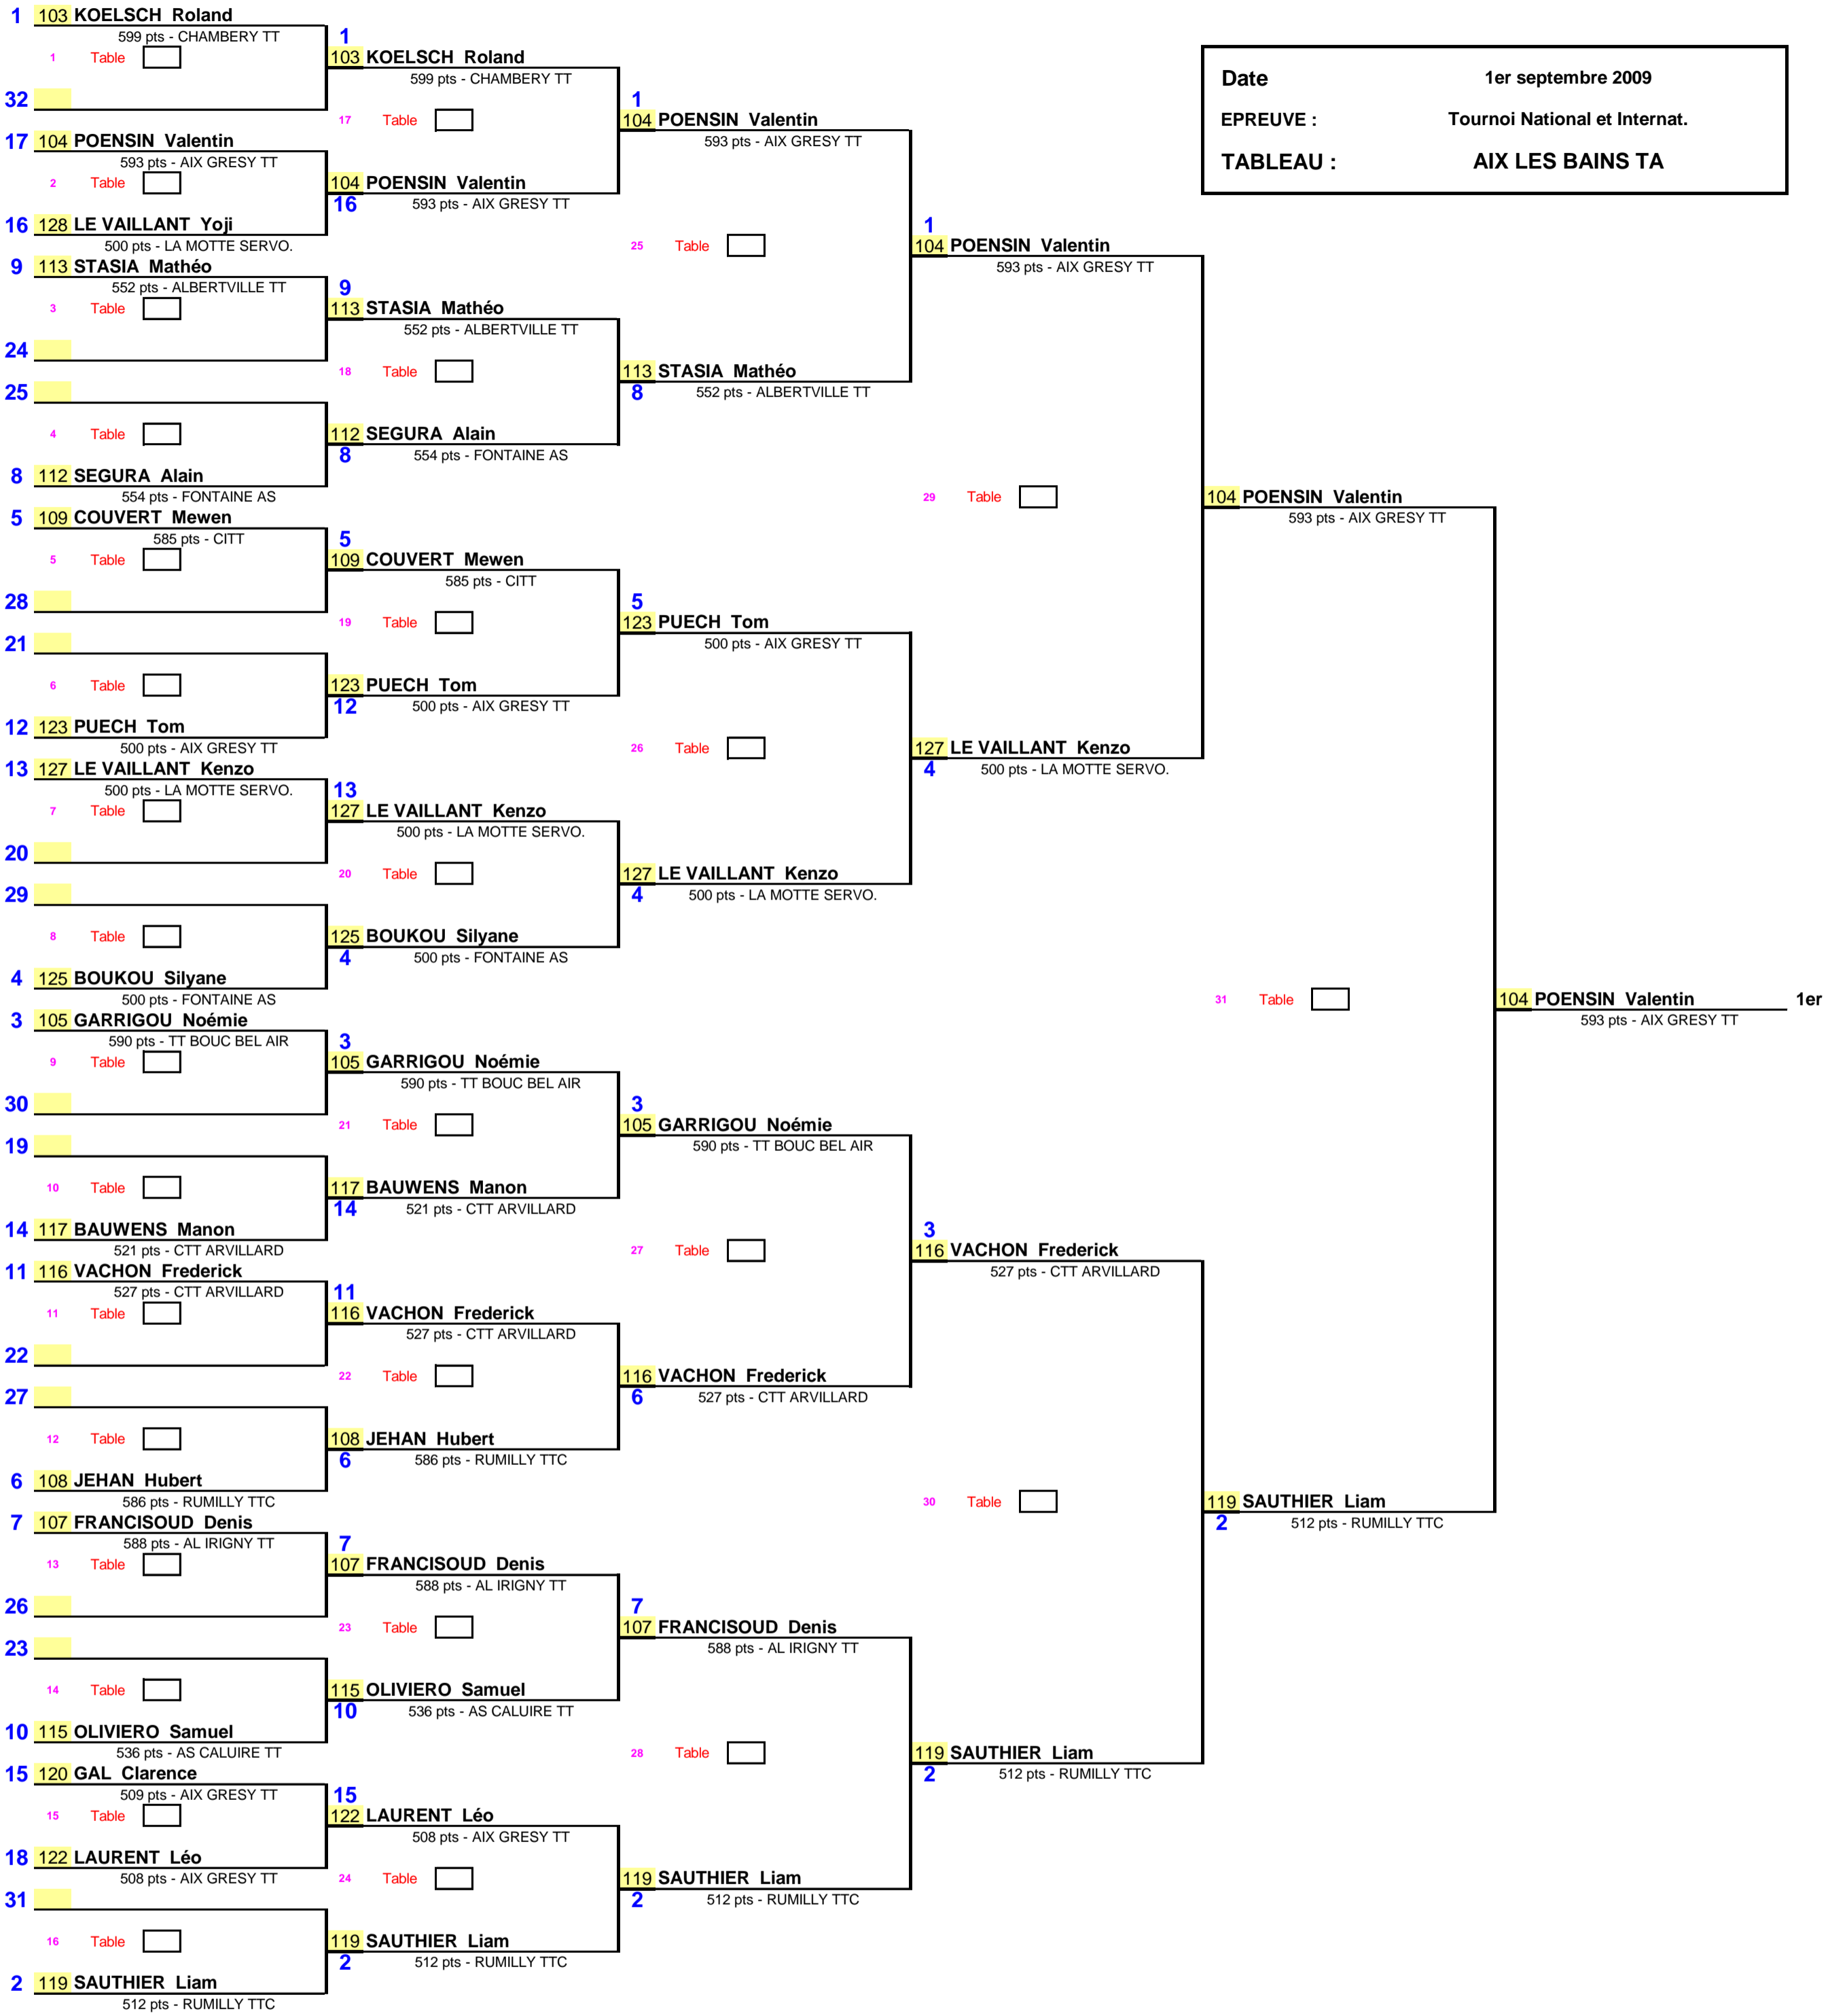 Date 1er septembre 2009
EPREUVE : Tournoi National et Internat.
TABLEAU : AIX LES BAINS TA
1 103 KOELSCH Roland
599 pts - CHAMBERY TT
1 Table
32
17 104 POENSIN Valentin
593 pts - AIX GRESY TT
2 Table
16 128 LE VAILLANT Yoji
500 pts - LA MOTTE SERVO.
9 113 STASIA Mathéo
552 pts - ALBERTVILLE TT
3 Table
24
25
4 Table
8 112 SEGURA Alain
554 pts - FONTAINE AS
5 109 COUVERT Mewen
585 pts - CITT
5 Table
28
21
6 Table
12 123 PUECH Tom
500 pts - AIX GRESY TT
13 127 LE VAILLANT Kenzo
500 pts - LA MOTTE SERVO.
7 Table
20
29
8 Table
4 125 BOUKOU Silyane
500 pts - FONTAINE AS
3 105 GARRIGOU Noémie
590 pts - TT BOUC BEL AIR
9 Table
30
19
10 Table
14 117 BAUWENS Manon
521 pts - CTT ARVILLARD
11 116 VACHON Frederick
527 pts - CTT ARVILLARD
11 Table
22
27
12 Table
6 108 JEHAN Hubert
586 pts - RUMILLY TTC
7 107 FRANCISOUD Denis
588 pts - AL IRIGNY TT
13 Table
26
23
14 Table
10 115 OLIVIERO Samuel
536 pts - AS CALUIRE TT
15 120 GAL Clarence
509 pts - AIX GRESY TT
15 Table
18 122 LAURENT Léo
508 pts - AIX GRESY TT
31
16 Table
2 119 SAUTHIER Liam
512 pts - RUMILLY TTC
1
103 KOELSCH Roland
599 pts - CHAMBERY TT
17 Table
104 POENSIN Valentin
16 593 pts - AIX GRESY TT
9
113 STASIA Mathéo
552 pts - ALBERTVILLE TT
18 Table
112 SEGURA Alain
8 554 pts - FONTAINE AS
5
109 COUVERT Mewen
585 pts - CITT
19 Table
123 PUECH Tom
12 500 pts - AIX GRESY TT
13
127 LE VAILLANT Kenzo
500 pts - LA MOTTE SERVO.
20 Table
125 BOUKOU Silyane
4 500 pts - FONTAINE AS
3
105 GARRIGOU Noémie
590 pts - TT BOUC BEL AIR
21 Table
117 BAUWENS Manon
14 521 pts - CTT ARVILLARD
11
116 VACHON Frederick
527 pts - CTT ARVILLARD
22 Table
108 JEHAN Hubert
6 586 pts - RUMILLY TTC
7
107 FRANCISOUD Denis
588 pts - AL IRIGNY TT
23 Table
115 OLIVIERO Samuel
10 536 pts - AS CALUIRE TT
15
122 LAURENT Léo
508 pts - AIX GRESY TT
24 Table
119 SAUTHIER Liam
2 512 pts - RUMILLY TTC
1
104 POENSIN Valentin
593 pts - AIX GRESY TT
25 Table
113 STASIA Mathéo
8 552 pts - ALBERTVILLE TT
5
123 PUECH Tom
500 pts - AIX GRESY TT
26 Table
127 LE VAILLANT Kenzo
4 500 pts - LA MOTTE SERVO.
3
105 GARRIGOU Noémie
590 pts - TT BOUC BEL AIR
27 Table
116 VACHON Frederick
6 527 pts - CTT ARVILLARD
7
107 FRANCISOUD Denis
588 pts - AL IRIGNY TT
28 Table
119 SAUTHIER Liam
2 512 pts - RUMILLY TTC
1
104 POENSIN Valentin
593 pts - AIX GRESY TT
29 Table
127 LE VAILLANT Kenzo
4 500 pts - LA MOTTE SERVO.
3
116 VACHON Frederick
527 pts - CTT ARVILLARD
30 Table
119 SAUTHIER Liam
2 512 pts - RUMILLY TTC
104 POENSIN Valentin
593 pts - AIX GRESY TT
31 Table
119 SAUTHIER Liam
2 512 pts - RUMILLY TTC
104 POENSIN Valentin 1er
593 pts - AIX GRESY TT